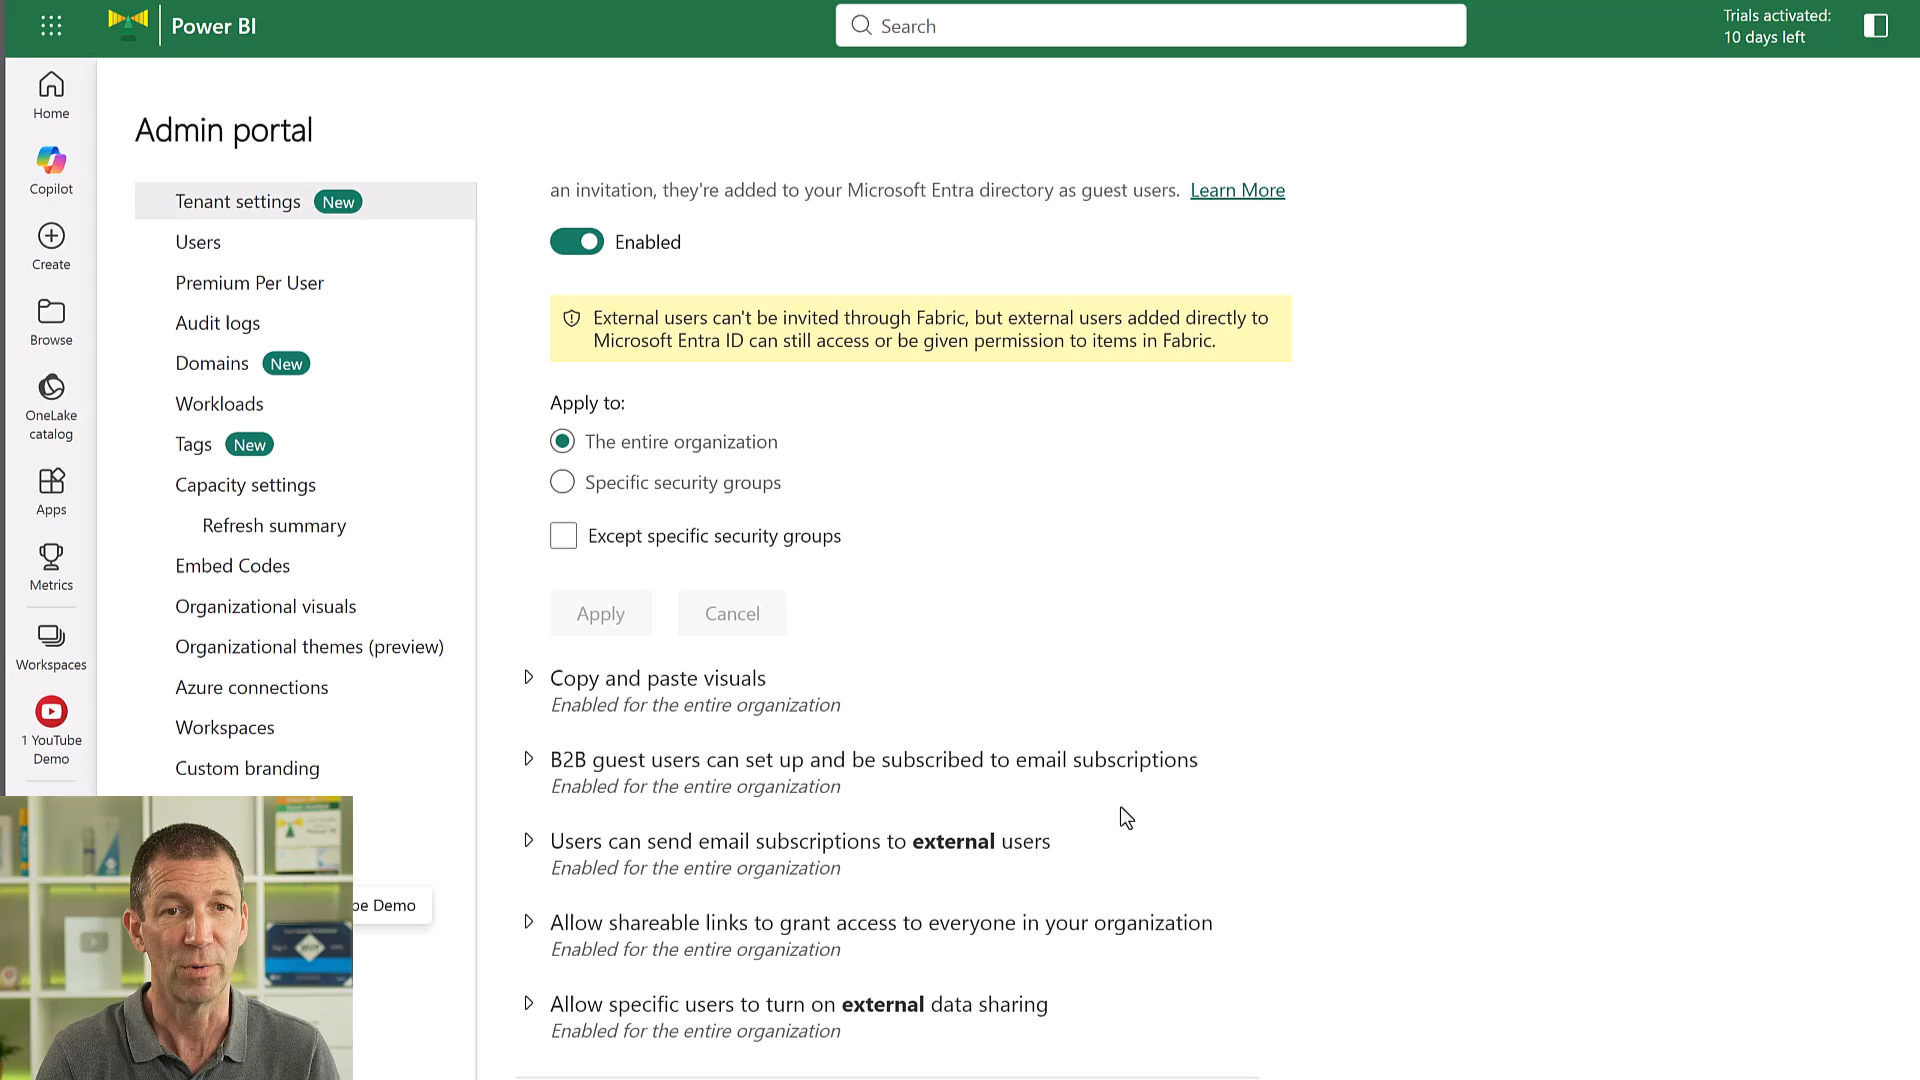 Power BI
Search
Trials activated:
10 days left
Home
Copilot
Create
Browse
OneLake
catalog
Apps
Metrics
Workspaces
1 YouTube
Demo
Admin portal
Tenant settings New
Users
Premium Per User
Audit logs
Domains New
Workloads
Tags New
Capacity settings
Refresh summary
Embed Codes
Organizational visuals
Organizational themes (preview)
Azure connections
Workspaces
Custom branding
be Demo
an invitation, they're added to your Microsoft Entra directory as guest users. Learn More
Enabled
External users can't be invited through Fabric, but external users added directly to
Microsoft Entra ID can still access or be given permission to items in Fabric.
Apply to:
The entire organization
Specific security groups
Except specific security groups
Apply Cancel
Copy and paste visuals
Enabled for the entire organization
B2B guest users can set up and be subscribed to email subscriptions
Enabled for the entire organization
Users can send email subscriptions to external users
Enabled for the entire organization
Allow shareable links to grant access to everyone in your organization
Enabled for the entire organization
Allow specific users to turn on external data sharing
Enabled for the entire organization